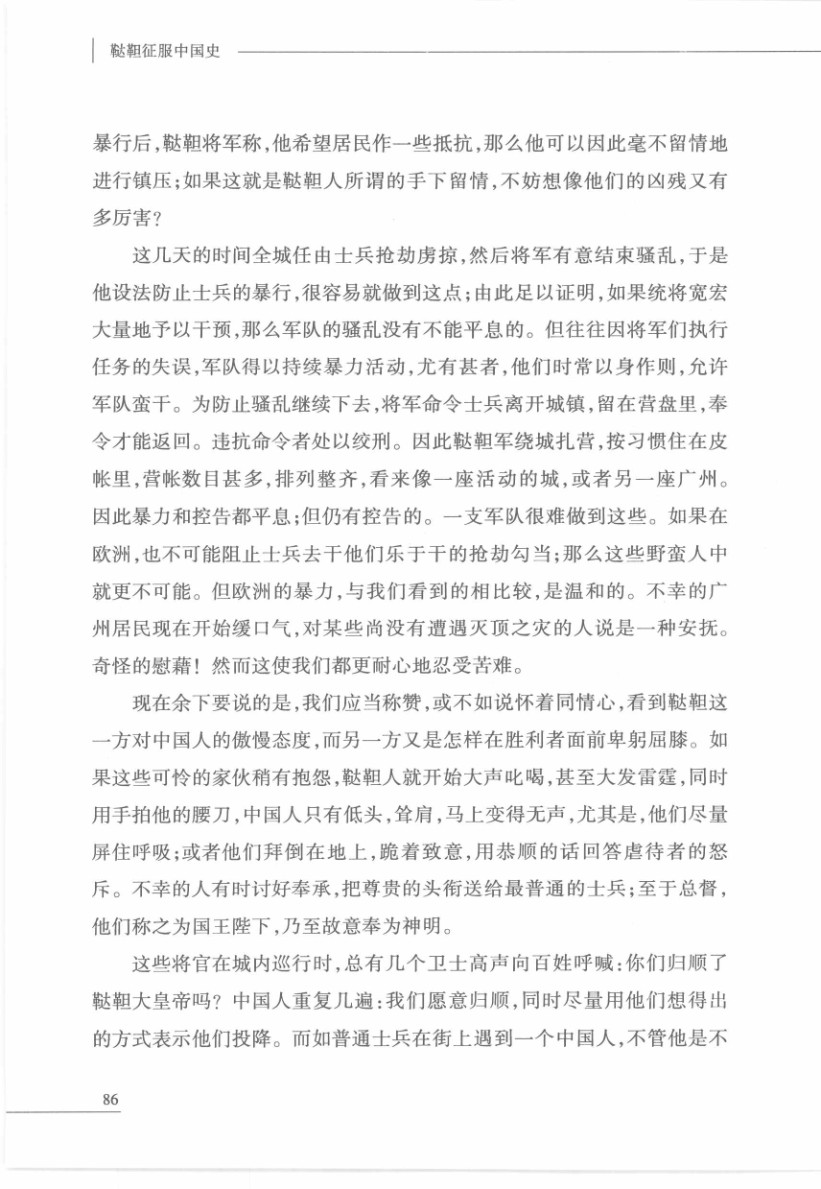 鞑靼征服中国史
暴行后,鞑靼将军称,他希望居民作一些抵抗,那么他可以因此毫不留情地
进行镇压;如果这就是鞑靼人所谓的手下留情,不妨想像他们的凶残又有
多厉害?
这几天的时间全城任由士兵抢劫虏掠,然后将军有意结束骚乱,于是
他设法防止士兵的暴行,很容易就做到这点;由此足以证明,如果统将宽宏
大量地予以干预,那么军队的骚乱没有不能平息的。但往往因将军们执行
任务的失误,军队得以持续暴力活动,尤有甚者,他们时常以身作则,允许
军队蛮干。为防止骚乱继续下去,将军命令士兵离开城镇,留在营盘里,奉
令才能返回。违抗命令者处以绞刑。因此鞑靼军绕城扎营,按习惯住在皮
帐里,营帐数目甚多,排列整齐,看来像一座活动的城,或者另一座广州。
因此暴力和控告都平息;但仍有控告的。一支军队很难做到这些。如果在
欧洲,也不可能阻止士兵去干他们乐于干的抢劫勾当;那么这些野蛮人中
就更不可能。但欧洲的暴力,与我们看到的相比较,是温和的。不幸的广
州居民现在开始缓口气,对某些尚没有遭遇灭顶之灾的人说是一种安抚。
奇怪的慰藉!然而这使我们都更耐心地忍受苦难。
现在余下要说的是,我们应当称赞,或不如说怀着同情心,看到鞑靼这
一方对中国人的傲慢态度,而另一方又是怎样在胜利者面前卑躬屈膝。如
果这些可怜的家伙稍有抱怨,鞑靼人就开始大声叱喝,甚至大发雷霆,同时
用手拍他的腰刀,中国人只有低头,耸肩,马上变得无声,尤其是,他们尽量
屏住呼吸;或者他们拜倒在地上,跪着致意,用恭顺的话回答虐待者的怒
斥。不幸的人有时讨好奉承,把尊贵的头衔送给最普通的士兵;至于总督,
他们称之为国王陛下,乃至故意奉为神明。
这些将官在城内巡行时,总有几个卫士高声向百姓呼喊:你们归顺了
鞑靼大皇帝吗?中国人重复几遍:我们愿意归顺,同时尽量用他们想得出
的方式表示他们投降。而如普通士兵在街上遇到一个中国人,不管他是不
86